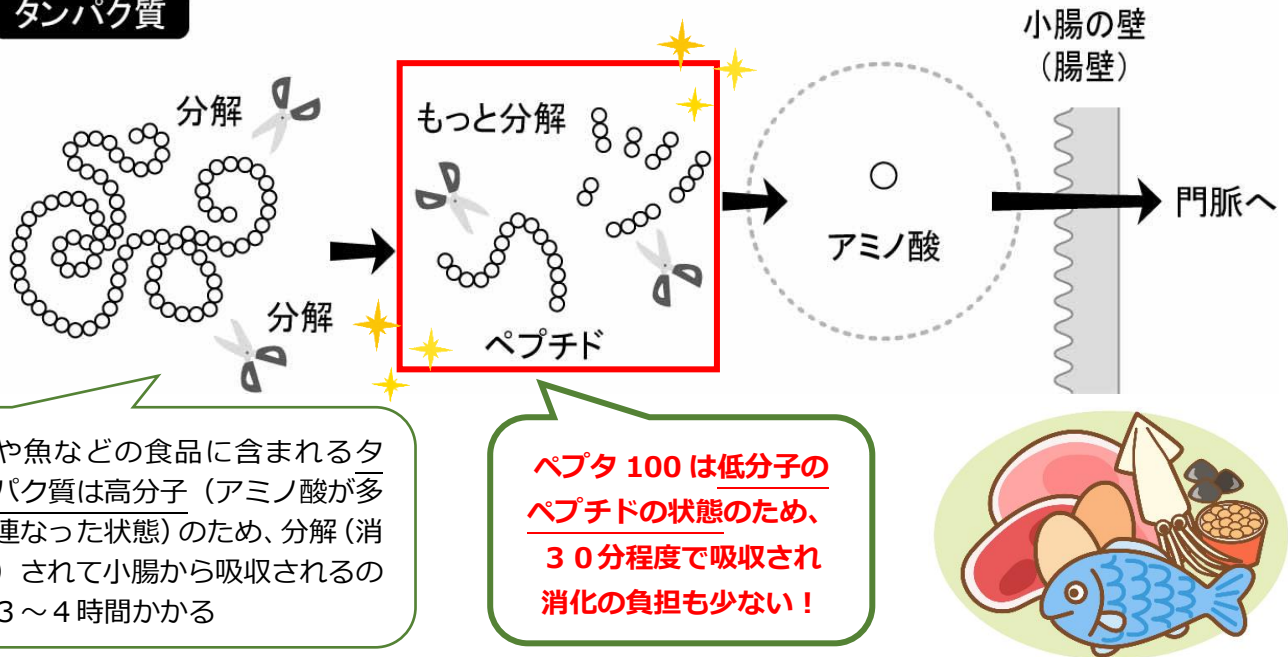 タンパク質
分解
分解
もっと分解
ペプチド
アミノ酸
小腸の壁
（腸壁）
門脈へ
や魚などの食品に含まれるタ
パク質は高分子（アミノ酸が多
連なった状態）のため、分解（消
）されて小腸から吸収されるの
３～４時間かかる
ペプタ 100 は低分子の
ペプチドの状態のため、
３０分程度で吸収され
消化の負担も少ない！